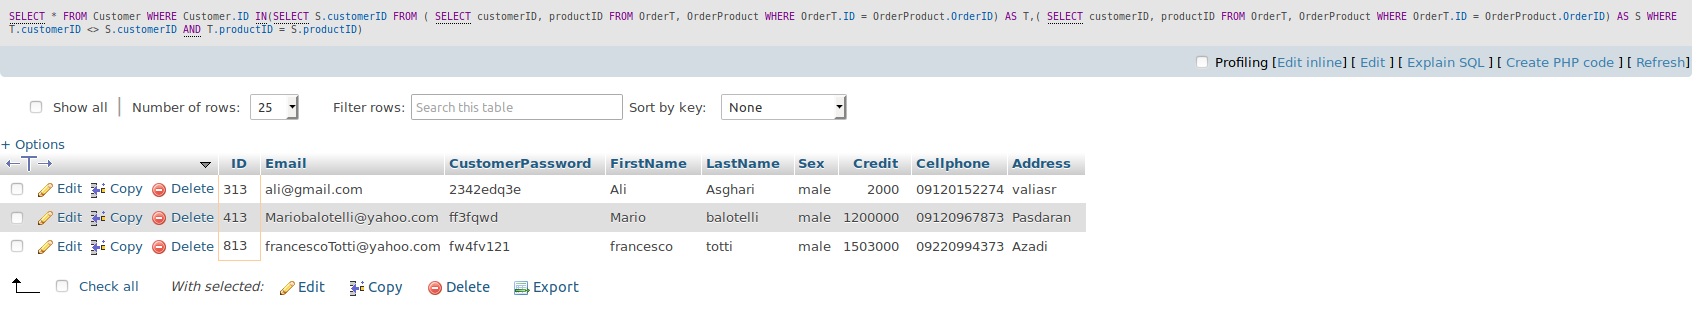 SELECT * FROM Customer WHERE Customer.ID IN(SELECT S.customerID FROM ( SELECT customerID, productID FROM OrderT, OrderProduct WHERE OrderT.ID = OrderProduct.OrderID) AS T,( SELECT customerID, productID FROM OrderT, OrderProduct WHERE OrderT.ID = OrderProduct.OrderID) AS S WHERE
T.customerID <> S.customerID AND T.productID = S.productID)
Profiling [Edit inline] [ Edit ] [ Explain SQL ] [ Create PHP code ] [ Refresh]
Show all | Number of rows: 25 Filter rows: Search this table Sort by key: None
+ Options
ID Email CustomerPassword FirstName LastName Sex Credit Cellphone Address
Edit Copy Delete 313 ali@gmail.com 2342edq3e Ali Asghari male 2000 09120152274 valiasr
Edit Copy Delete 413 Mariobalotelli@yahoo.com ff3fqwd Mario balotelli male 1200000 09120967873 Pasdaran
Edit Copy Delete 813 francescoTotti@yahoo.com fw4fv121 francesco totti male 1503000 09220994373 Azadi
Check all With selected: Edit Copy Delete Export